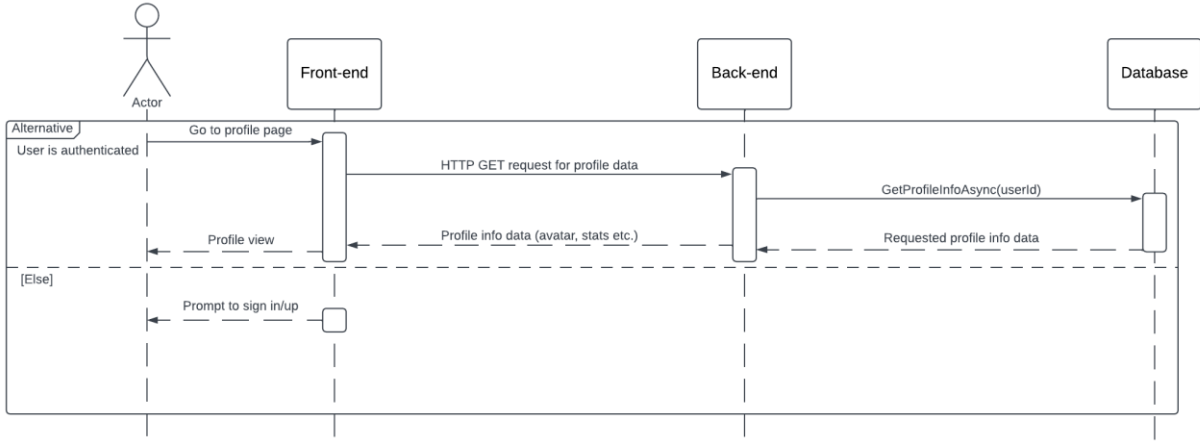 Actor
Front-end
Back-end
Database
Alternative
User is authenticated
Go to profile page
HTTP GET request for profile data
GetProfileInfoAsync(userId)
Profile view
Profile info data (avatar, stats etc.)
Requested profile info data
[Else]
Prompt to sign in/up